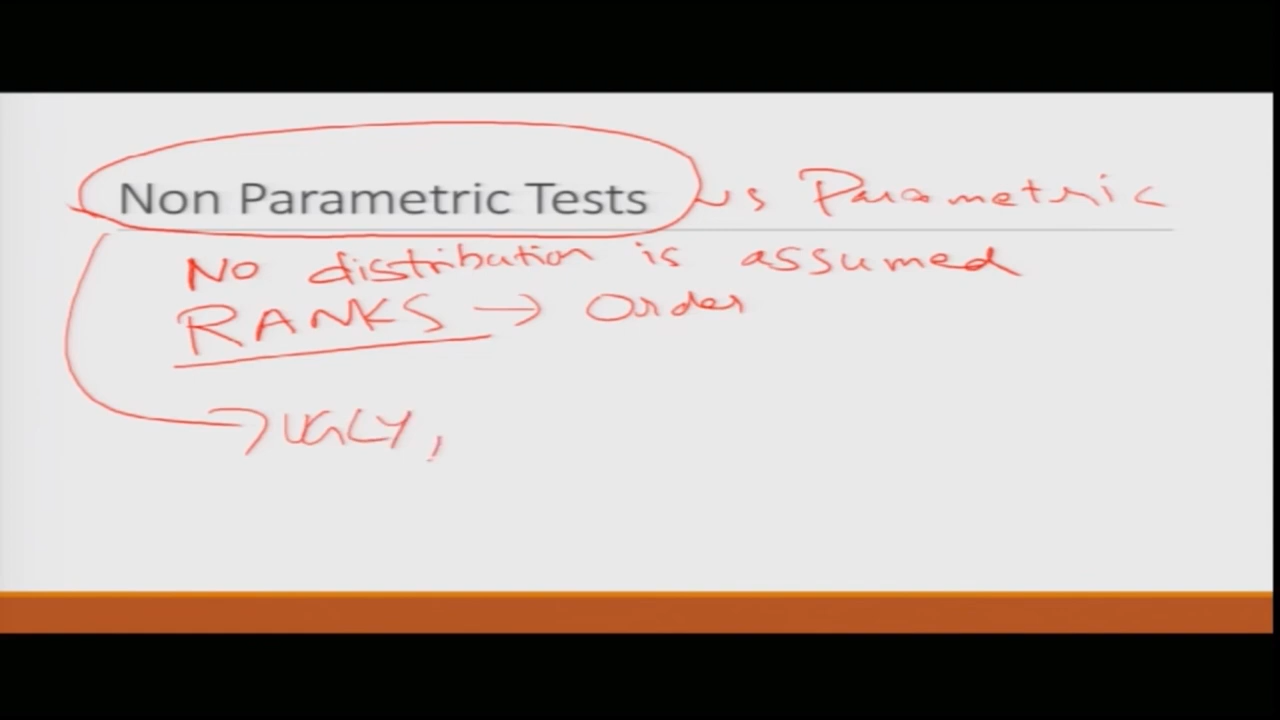 Non Parametric Tests vs Parametric
No distribution is assumed
RANKS → Order
→ UGLY,